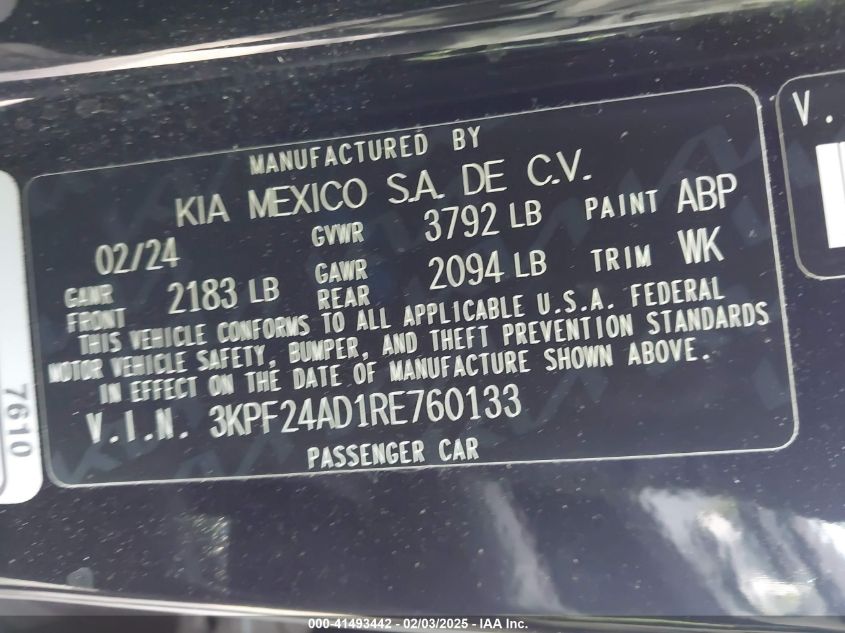 MANUFACTURED BY
KIA MEXICO S.A. DE C.V.
02/24 GVWR 3792 LB PAINT ABP
GAWR FRONT 2183 LB GAWR REAR 2094 LB TRIM WK
THIS VEHICLE CONFORMS TO ALL APPLICABLE U.S.A. FEDERAL
MOTOR VEHICLE SAFETY, BUMPER, AND THEFT PREVENTION STANDARDS
IN EFFECT ON THE DATE OF MANUFACTURE SHOWN ABOVE.
V.I.N. 3KPF24AD1RE760133
PASSENGER CAR
7610
V.
000-41493442 / 02/03/2025 - IAA Inc.